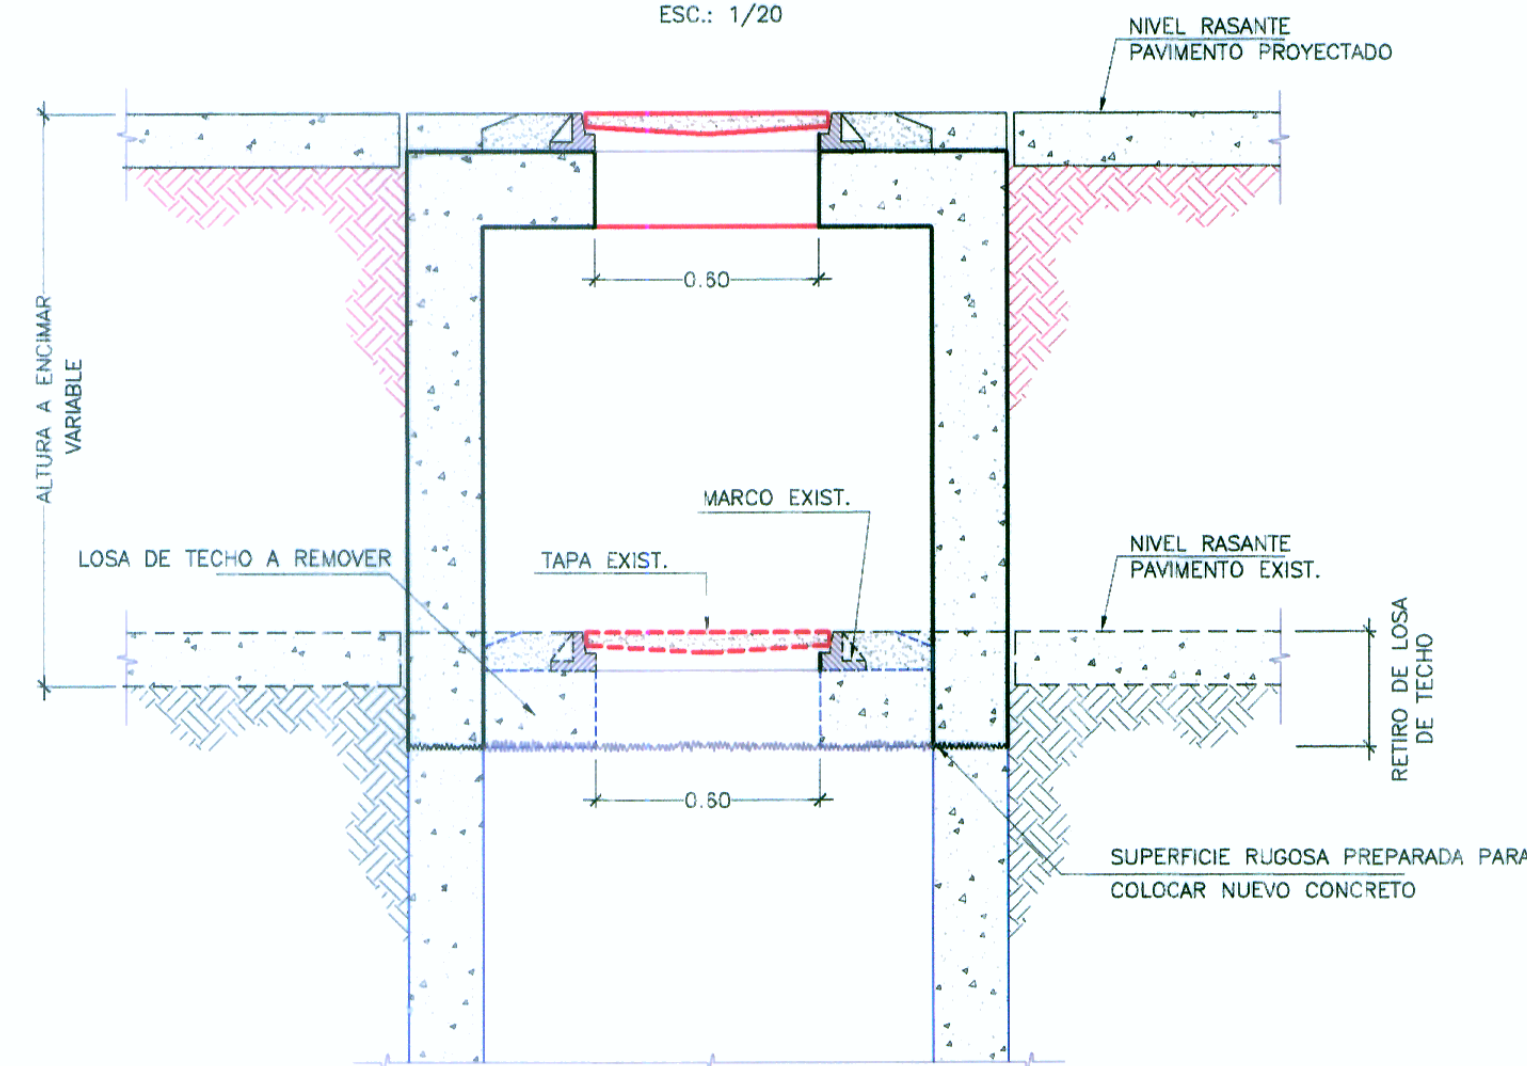 ESC.: 1/20
NIVEL RASANTE
PAVIMENTO PROYECTADO
0.60
ALTURA A ENCIMAR
VARIABLE
MARCO EXIST.
LOSA DE TECHO A REMOVER
TAPA EXIST.
NIVEL RASANTE
PAVIMENTO EXIST.
RETIRO DE LOSA
DE TECHO
0.60
SUPERFICIE RUGOSA PREPARADA PARA
COLOCAR NUEVO CONCRETO